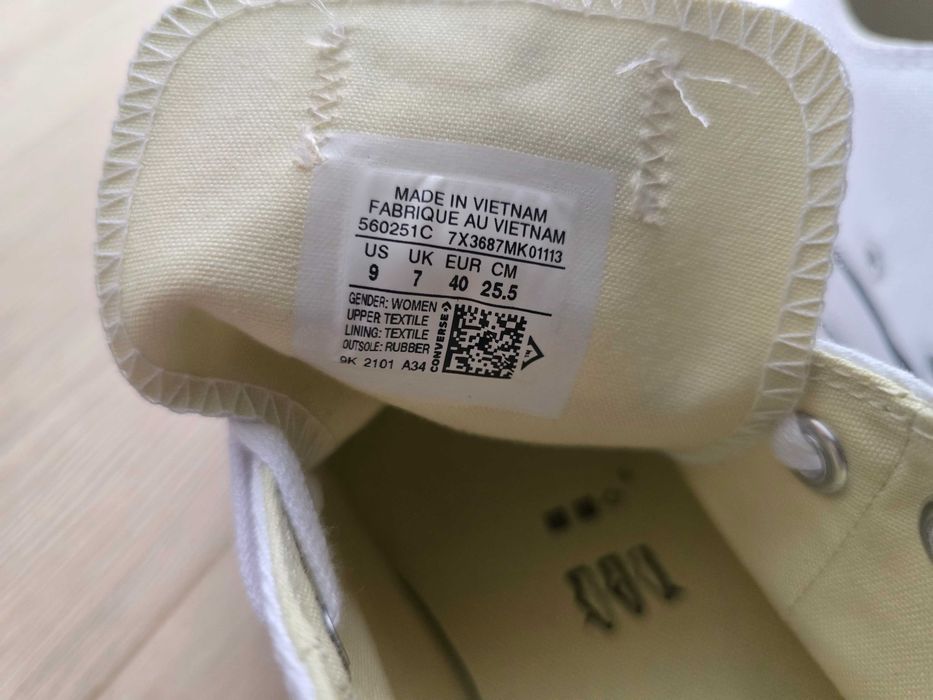 MADE IN VIETNAM
FABRIQUE AU VIETNAM
560251C 7X3687MK01113
US UK EUR CM
9 7 40 25.5
GENDER: WOMEN
UPPER TEXTILE
LINING: TEXTILE
OUTSOLE: RUBBER
9K 2101 A34
CONVERSE